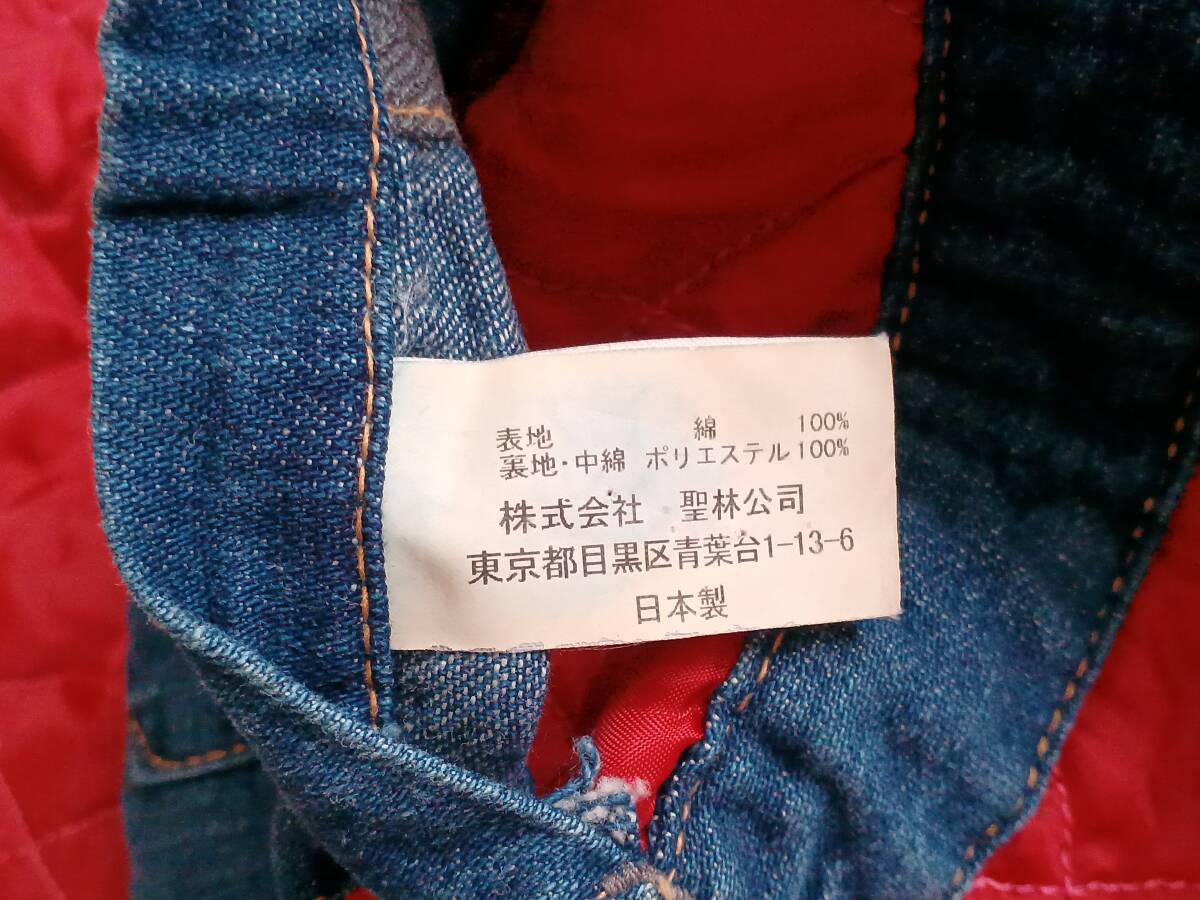 表地 綿 100%
裏地・中綿 ポリエステル 100%
株式会社 聖林公司
東京都目黒区青葉台1-13-6
日本製